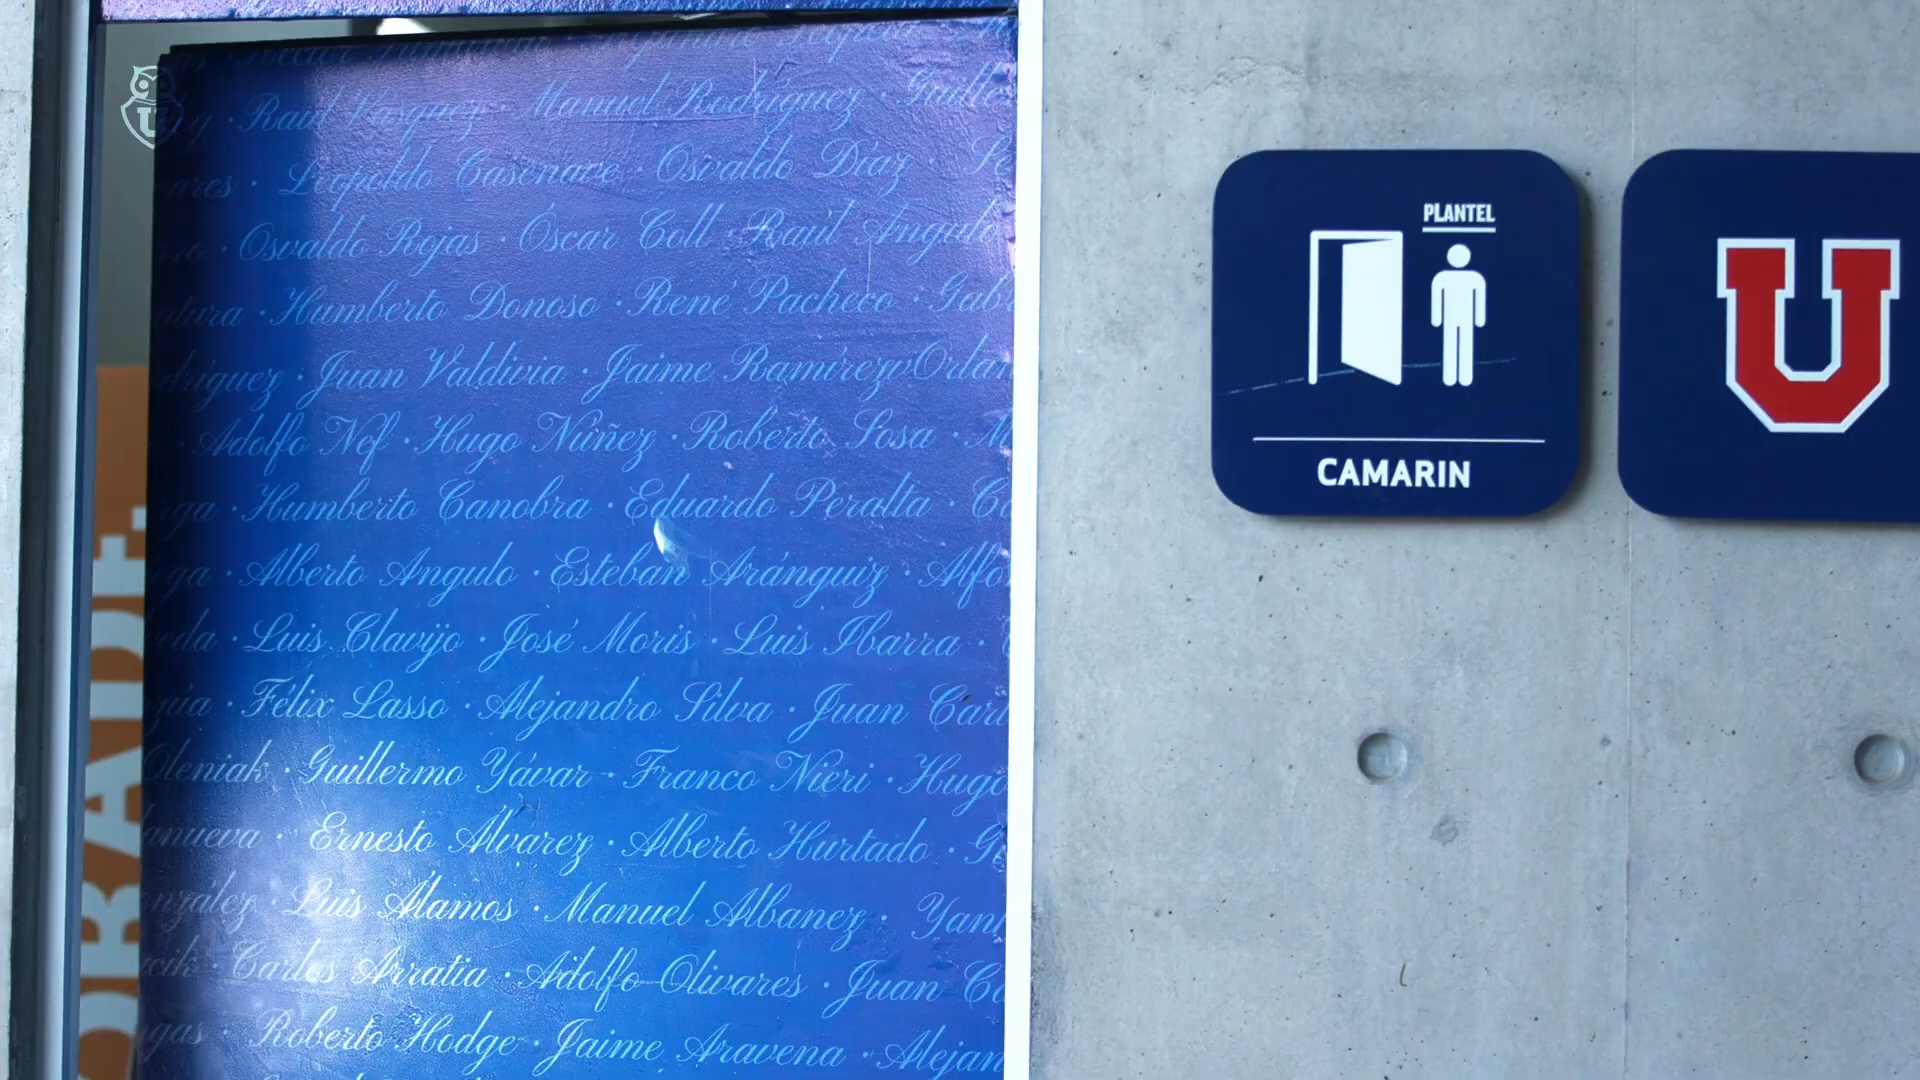 Raúl Vasquez · Manuel Rodríguez
Leopoldo Casenave · Osvaldo Díaz ·
Osvaldo Rojas · Óscar Coll · Raúl Angulo
Humberto Donoso · René Pacheco ·
Juan Valdivia · Jaime Ramírez
Adolfo Nef · Hugo Núñez · Roberto Sosa ·
Humberto Canobra · Eduardo Peralta ·
Alberto Angulo · Esteban Aránguiz ·
Luis Clavijo · José Moris · Luis Ibarra ·
Félix Lasso · Alejandro Silva · Juan
Oleniak · Guillermo Yávar · Franco Nieri · Hugo
Ernesto Álvarez · Alberto Hurtado ·
Luis Álamos · Manuel Albanez ·
Carlos Arratia · Adolfo Olivares · Juan
Roberto Hodge · Jaime Aravena ·
PLANTEL
CAMARIN
U
U